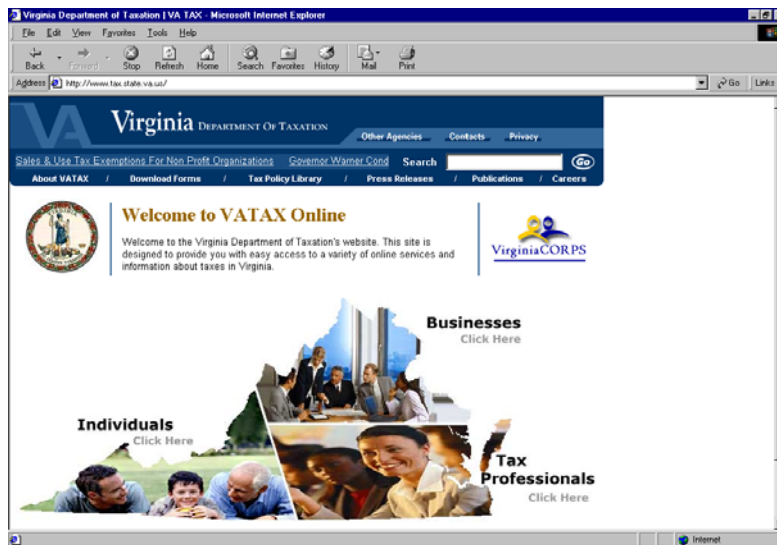 Virginia Department of Taxation | VA TAX - Microsoft Internet Explorer
File Edit View Favorites Tools Help
Back Forward Stop Refresh Home Search Favorites History Mail Print
Address http://www.tax.state.va.us/ Go Links
VA Virginia DEPARTMENT OF TAXATION
Other Agencies Contacts Privacy
Sales & Use Tax Exemptions For Non Profit Organizations Governor Warner Cond Search Go
About VATAX / Download Forms / Tax Policy Library / Press Releases / Publications / Careers
Welcome to VATAX Online
Welcome to the Virginia Department of Taxation's website. This site is
designed to provide you with easy access to a variety of online services and
information about taxes in Virginia.
VirginiaCORPS
Businesses
Click Here
Individuals
Click Here
Tax
Professionals
Click Here
Internet